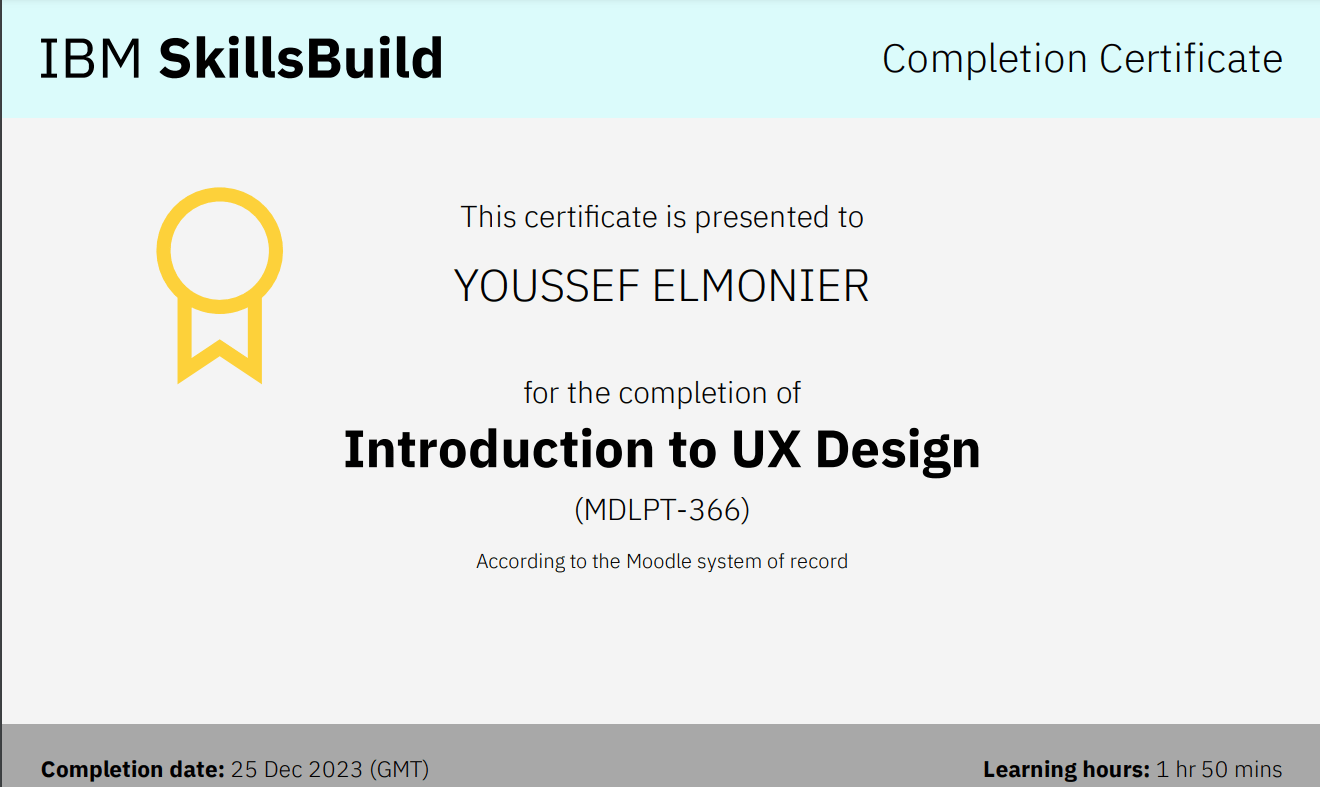 IBM SkillsBuild
Completion Certificate
This certificate is presented to
YOUSSEF ELMONIER
for the completion of
Introduction to UX Design
(MDLPT-366)
According to the Moodle system of record
Completion date: 25 Dec 2023 (GMT)
Learning hours: 1 hr 50 mins